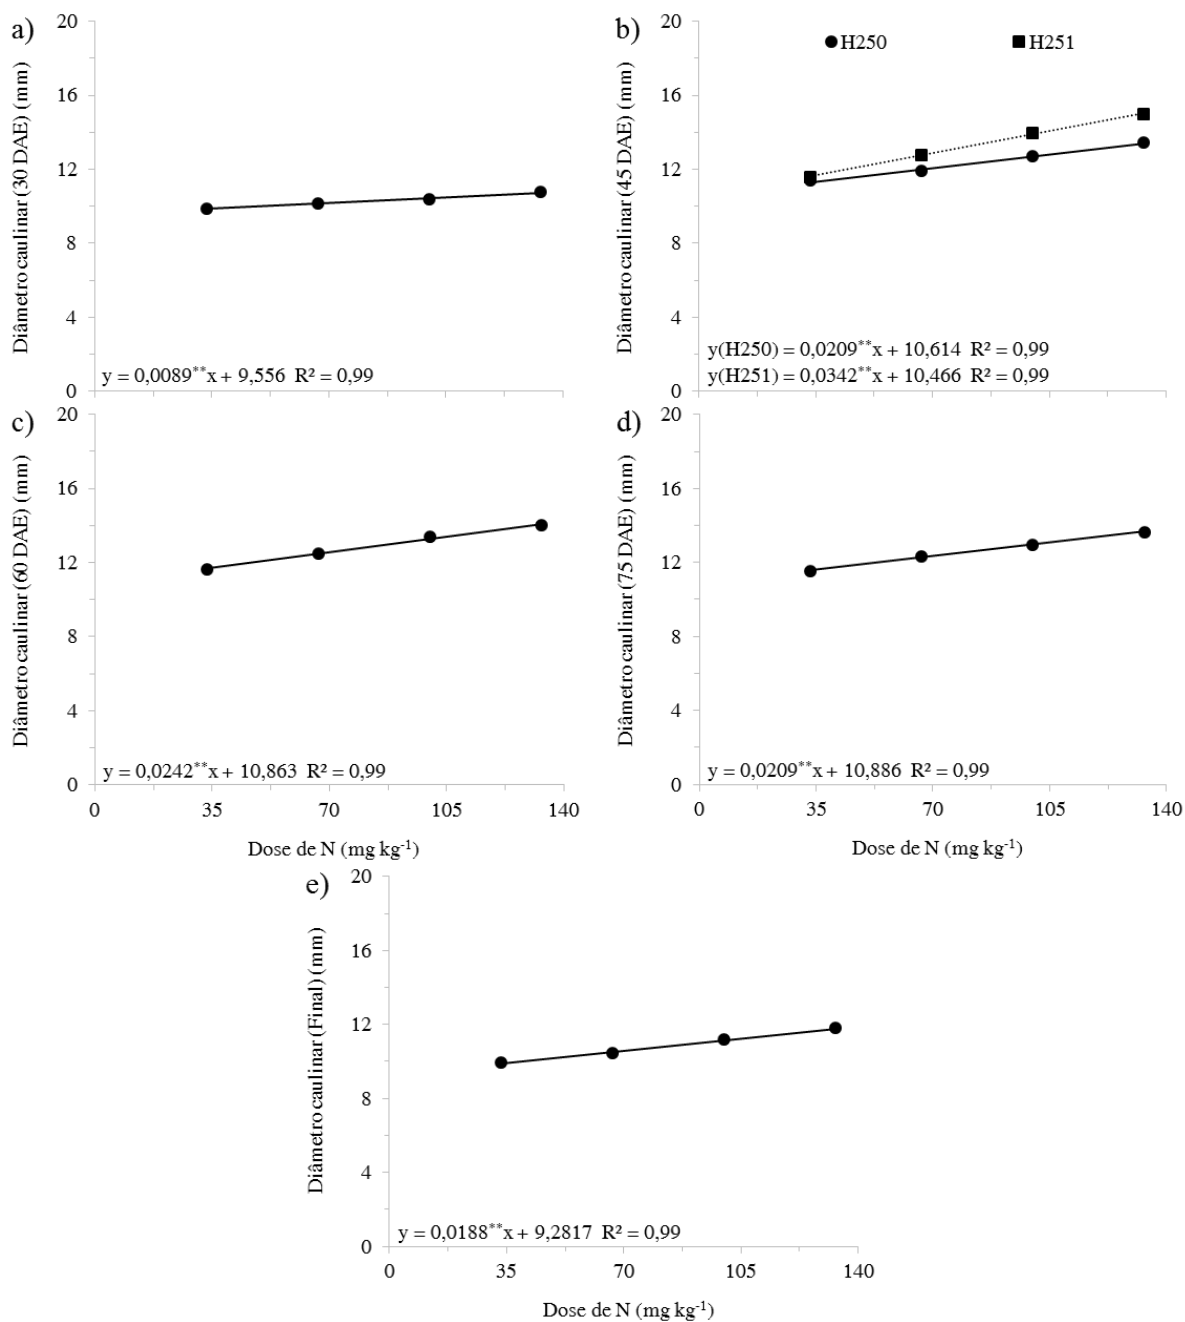 a)
Diâmetro caulinar (30 DAE) (mm)
20
16
12
8
4
0
y = 0,0089**x + 9,556 R² = 0,99
b)
Diâmetro caulinar (45 DAE) (mm)
20
16
12
8
4
0
H250
H251
y(H250) = 0,0209**x + 10,614 R² = 0,99
y(H251) = 0,0342**x + 10,466 R² = 0,99
c)
Diâmetro caulinar (60 DAE) (mm)
20
16
12
8
4
0
y = 0,0242**x + 10,863 R² = 0,99
0 35 70 105 140
Dose de N (mg kg⁻¹)
d)
Diâmetro caulinar (75 DAE) (mm)
20
16
12
8
4
0
y = 0,0209**x + 10,886 R² = 0,99
0 35 70 105 140
Dose de N (mg kg⁻¹)
e)
Diâmetro caulinar (Final) (mm)
20
16
12
8
4
0
y = 0,0188**x + 9,2817 R² = 0,99
0 35 70 105 140
Dose de N (mg kg⁻¹)